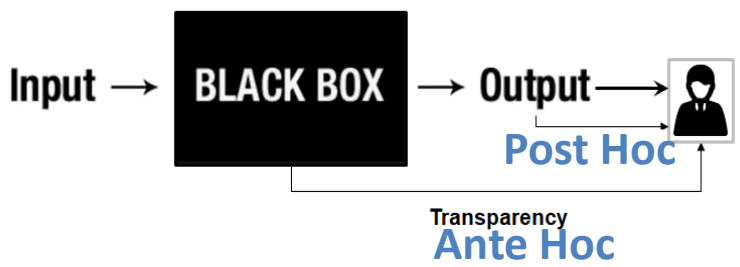 Input
BLACK BOX
Output
Post Hoc
Transparency
Ante Hoc